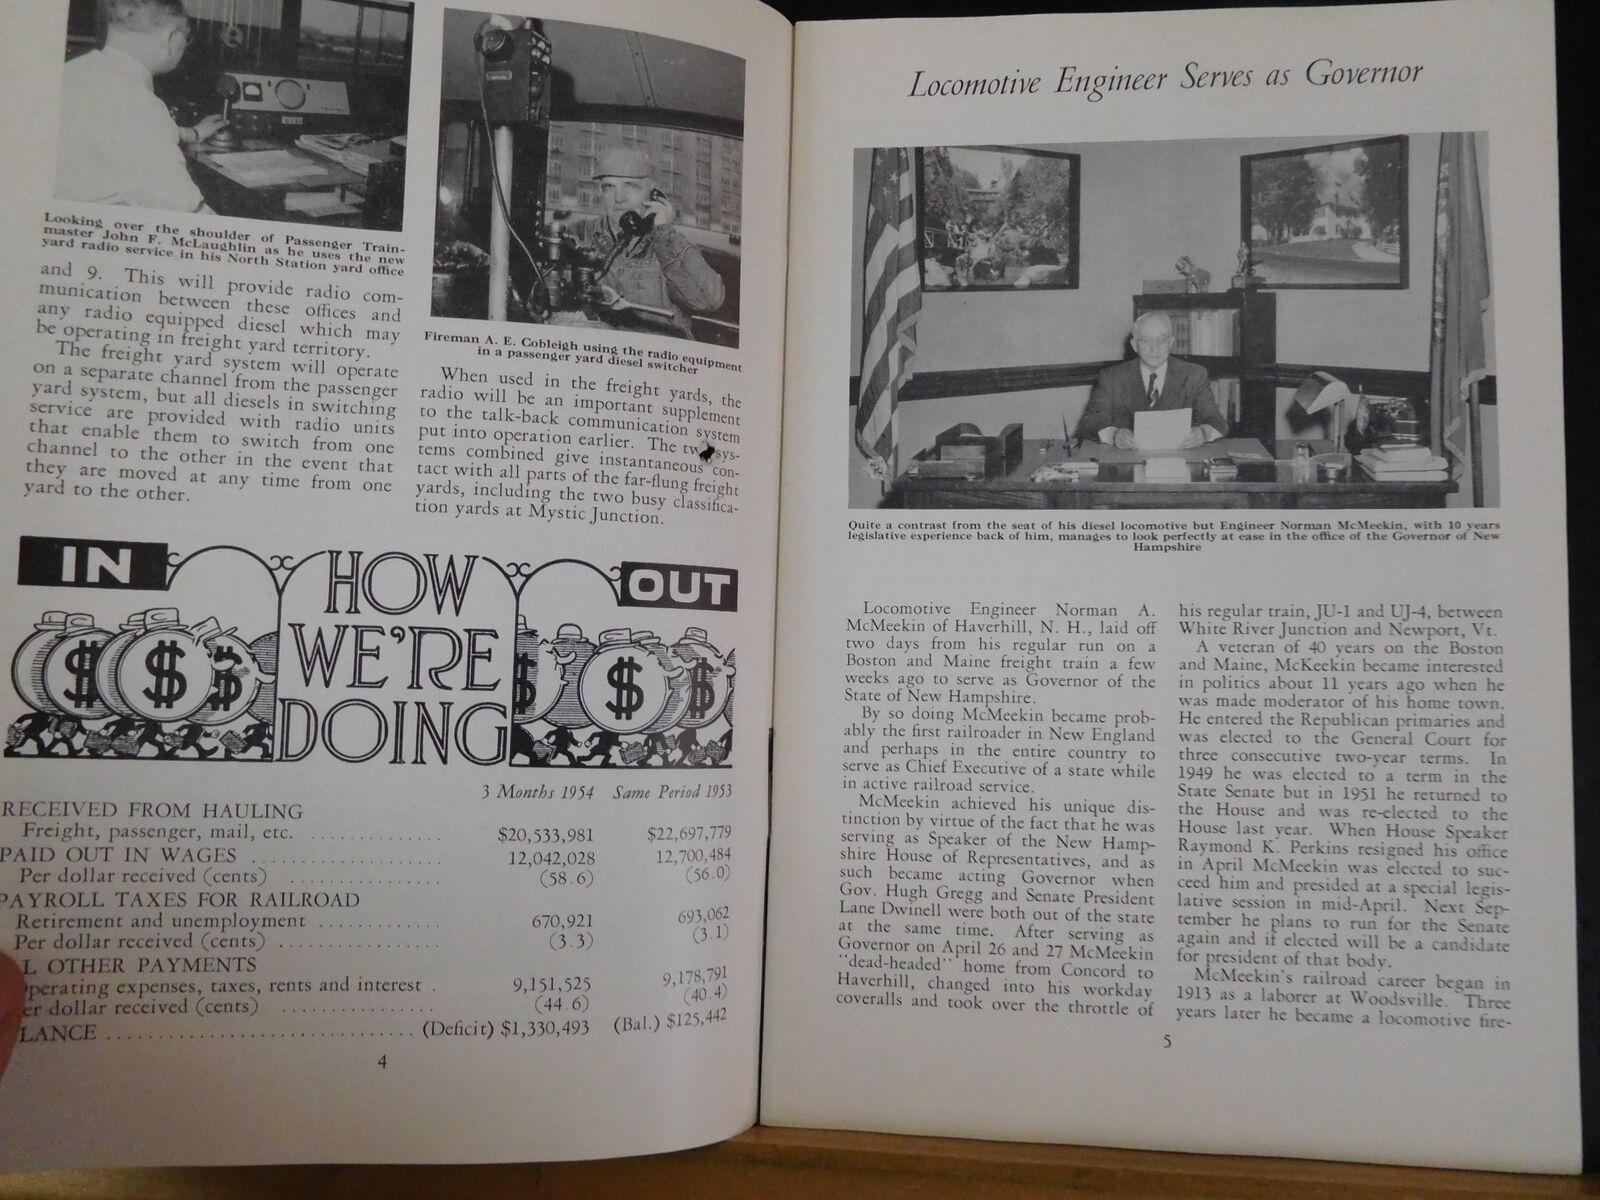 Looking over the shoulder of Passenger Train-
master John F. McLaughlin as he uses the new
yard radio service in his North Station yard office
and 9. This will provide radio com-
munication between these offices and
any radio equipped diesel which may
be operating in freight yard territory.
The freight yard system will operate
on a separate channel from the passenger
yard system, but all diesels in switching
service are provided with radio units
that enable them to switch from one
channel to the other in the event that
they are moved at any time from one
yard to the other.
Fireman A. E. Cobleigh using the radio equipment
in a passenger yard diesel switcher
When used in the freight yards, the
radio will be an important supplement
to the talk-back communication system
put into operation earlier. The tw sys-
tems combined give instantaneous con-
tact with all parts of the far-flung freight
yards, including the two busy classifica-
tion yards at Mystic Junction.
IN
HOW
WE'RE
DOING
OUT
$ $ $ $ $ $
3 Months 1954 Same Period 1953
RECEIVED FROM HAULING
Freight, passenger, mail, etc. .............. $20,533,981 $22,697,779
PAID OUT IN WAGES .................... 12,042,028 12,700,484
Per dollar received (cents) ................ (58.6) (56.0)
PAYROLL TAXES FOR RAILROAD
Retirement and unemployment ............. 670,921 693,062
Per dollar received (cents) ................. (3.3) (3.1)
L OTHER PAYMENTS
perating expenses, taxes, rents and interest . 9,151,525 9,178,791
er dollar received (cents) ................ (44.6) (40.4)
LANCE ............................. (Deficit) $1,330,493 (Bal.) $125,442
4
Locomotive Engineer Serves as Governor
Quite a contrast from the seat of his diesel locomotive but Engineer Norman McMeekin, with 10 years
legislative experience back of him, manages to look perfectly at ease in the office of the Governor of New
Hampshire
Locomotive Engineer Norman A.
McMeekin of Haverhill, N. H., laid off
two days from his regular run on a
Boston and Maine freight train a few
weeks ago to serve as Governor of the
State of New Hampshire.
By so doing McMeekin became prob-
ably the first railroader in New England
and perhaps in the entire country to
serve as Chief Executive of a state while
in active railroad service.
McMeekin achieved his unique dis-
tinction by virtue of the fact that he was
serving as Speaker of the New Hamp-
shire House of Representatives, and as
such became acting Governor when
Gov. Hugh Gregg and Senate President
Lane Dwinell were both out of the state
at the same time. After serving as
Governor on April 26 and 27 McMeekin
"dead-headed" home from Concord to
Haverhill, changed into his workday
coveralls and took over the throttle of
his regular train, JU-1 and UJ-4, between
White River Junction and Newport, Vt.
A veteran of 40 years on the Boston
and Maine, McKeekin became interested
in politics about 11 years ago when he
was made moderator of his home town.
He entered the Republican primaries and
was elected to the General Court for
three consecutive two-year terms. In
1949 he was elected to a term in the
State Senate but in 1951 he returned to
the House and was re-elected to the
House last year. When House Speaker
Raymond K. Perkins resigned his office
in April McMeekin was elected to suc-
ceed him and presided at a special legis-
lative session in mid-April. Next Sep-
tember he plans to run for the Senate
again and if elected will be a candidate
for president of that body.
McMeekin's railroad career began in
1913 as a laborer at Woodsville. Three
years later he became a locomotive fire-
5